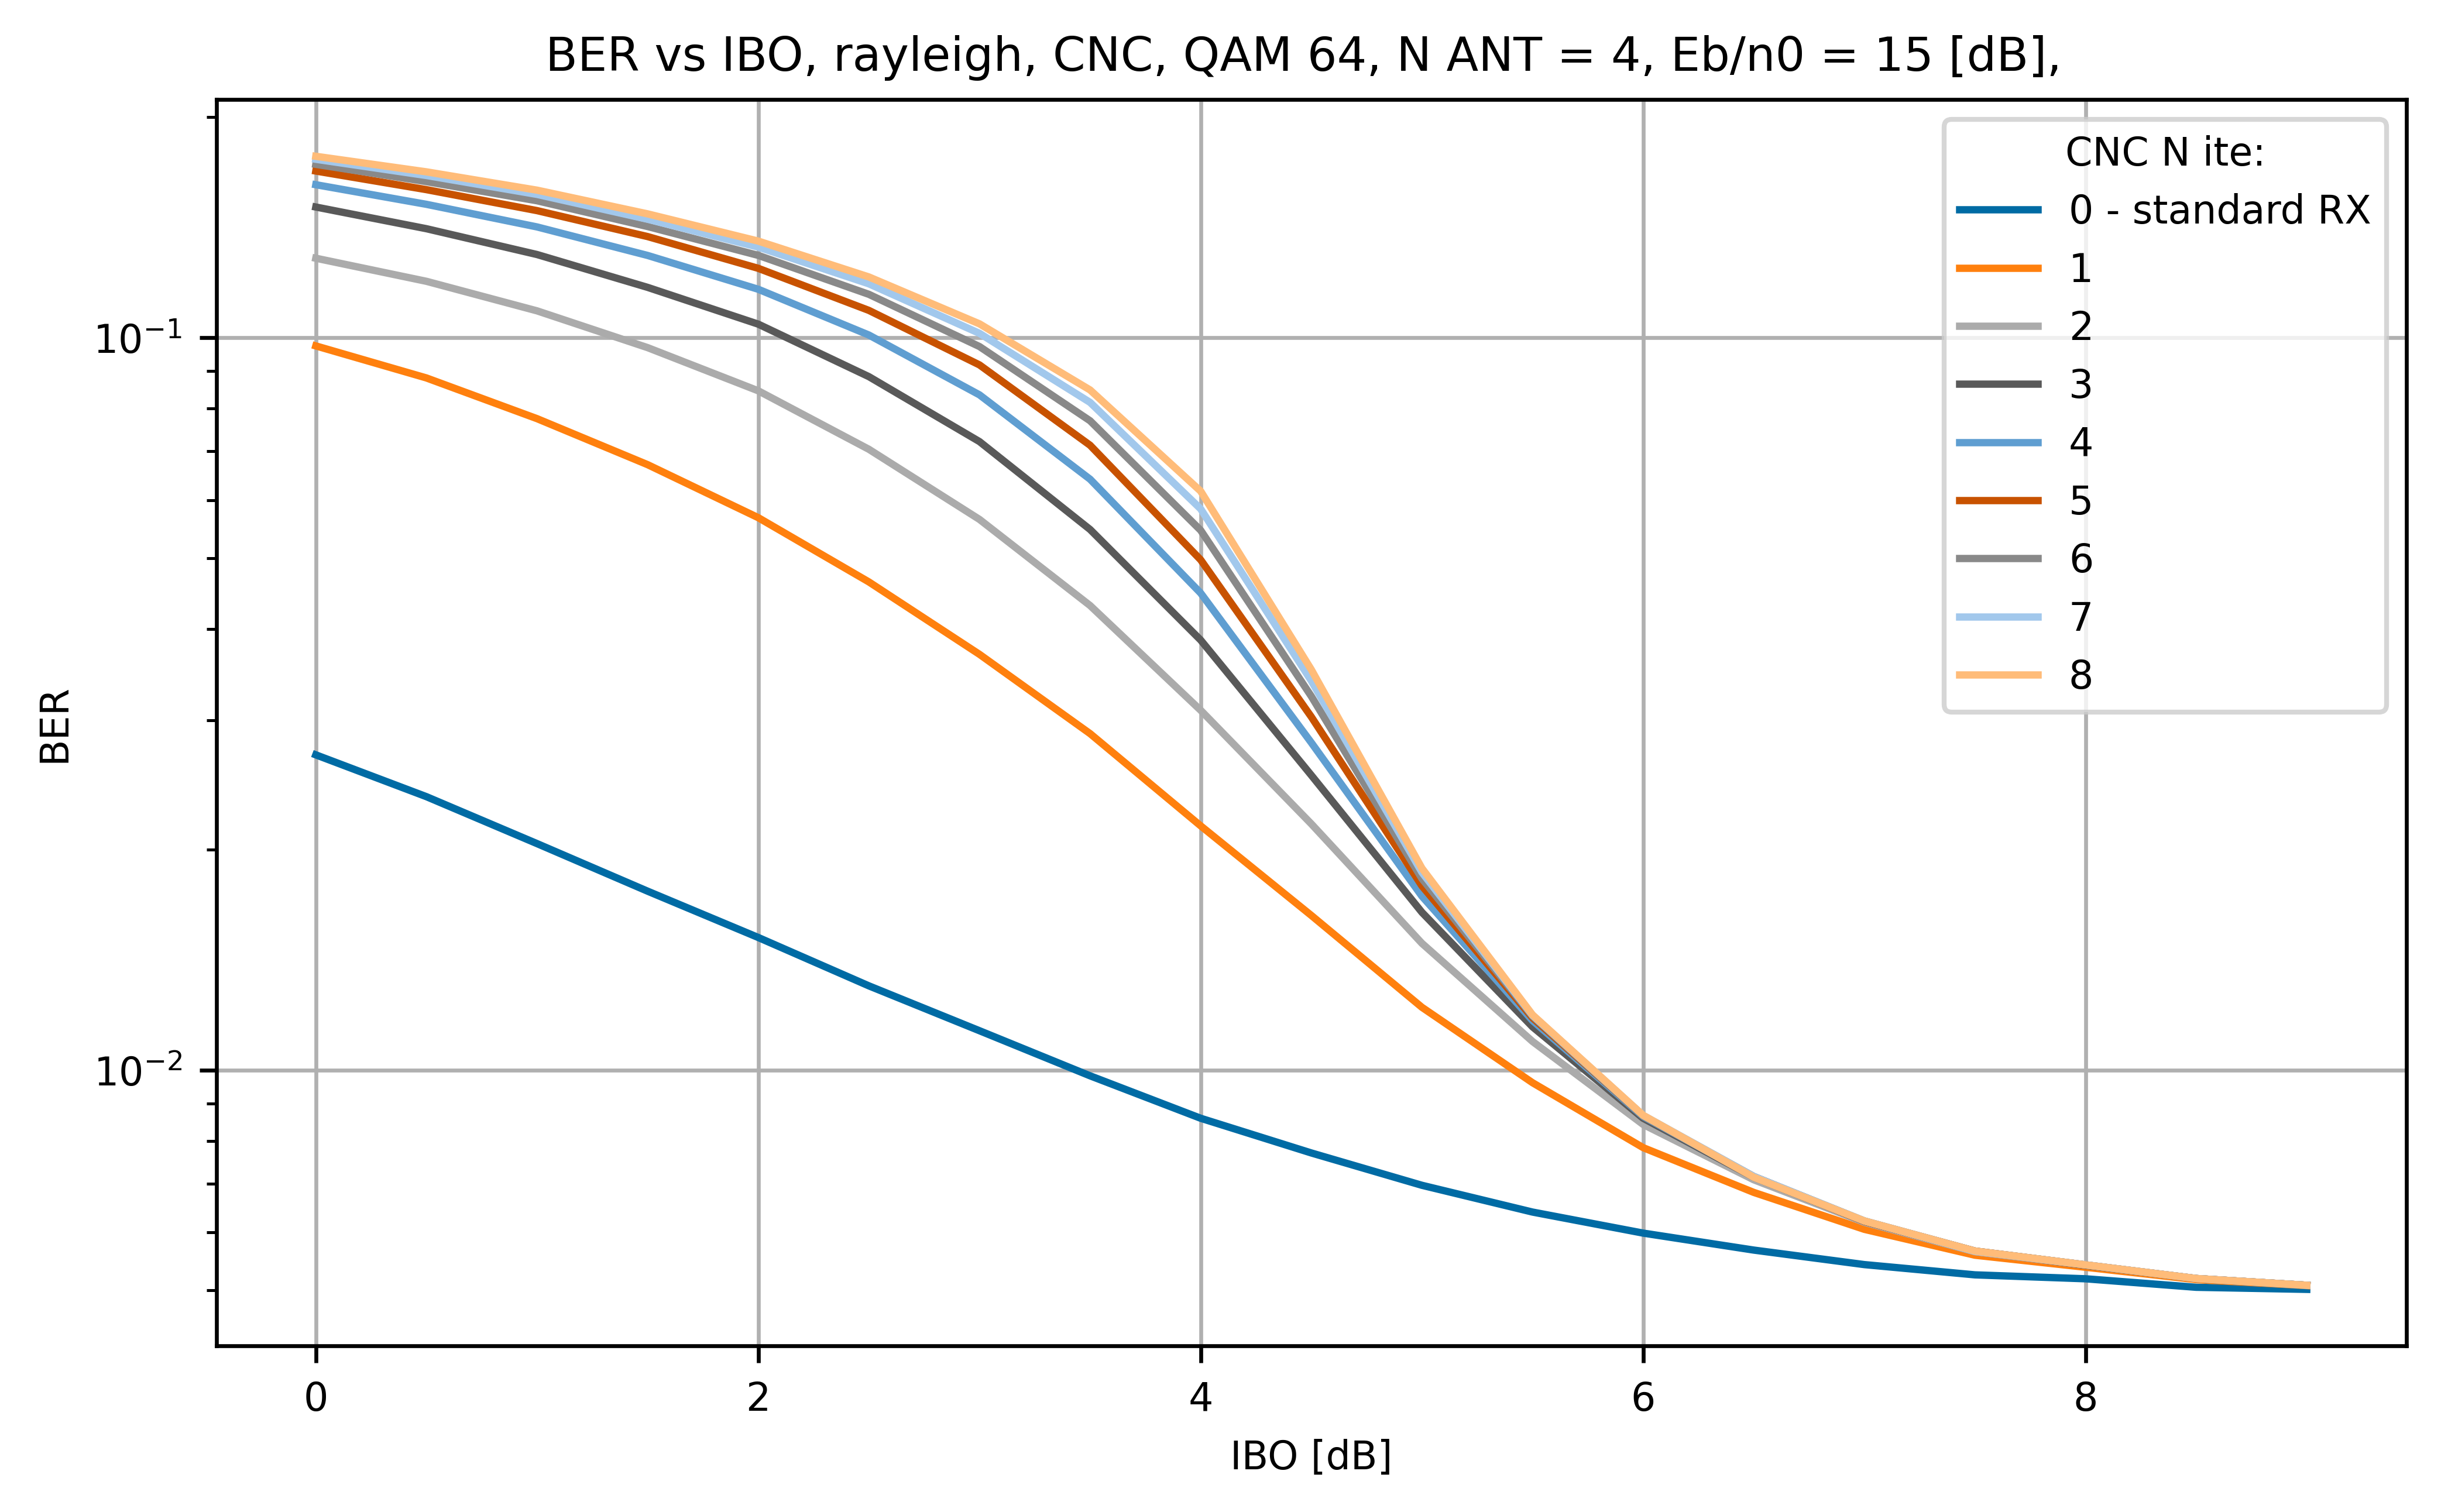 BER vs IBO, rayleigh, CNC, QAM 64, N ANT = 4, Eb/n0 = 15 [dB],
CNC N ite:
0 - standard RX
1
2
3
4
5
6
7
8
10⁻¹
10⁻²
BER
0 2 4 6 8
IBO [dB]